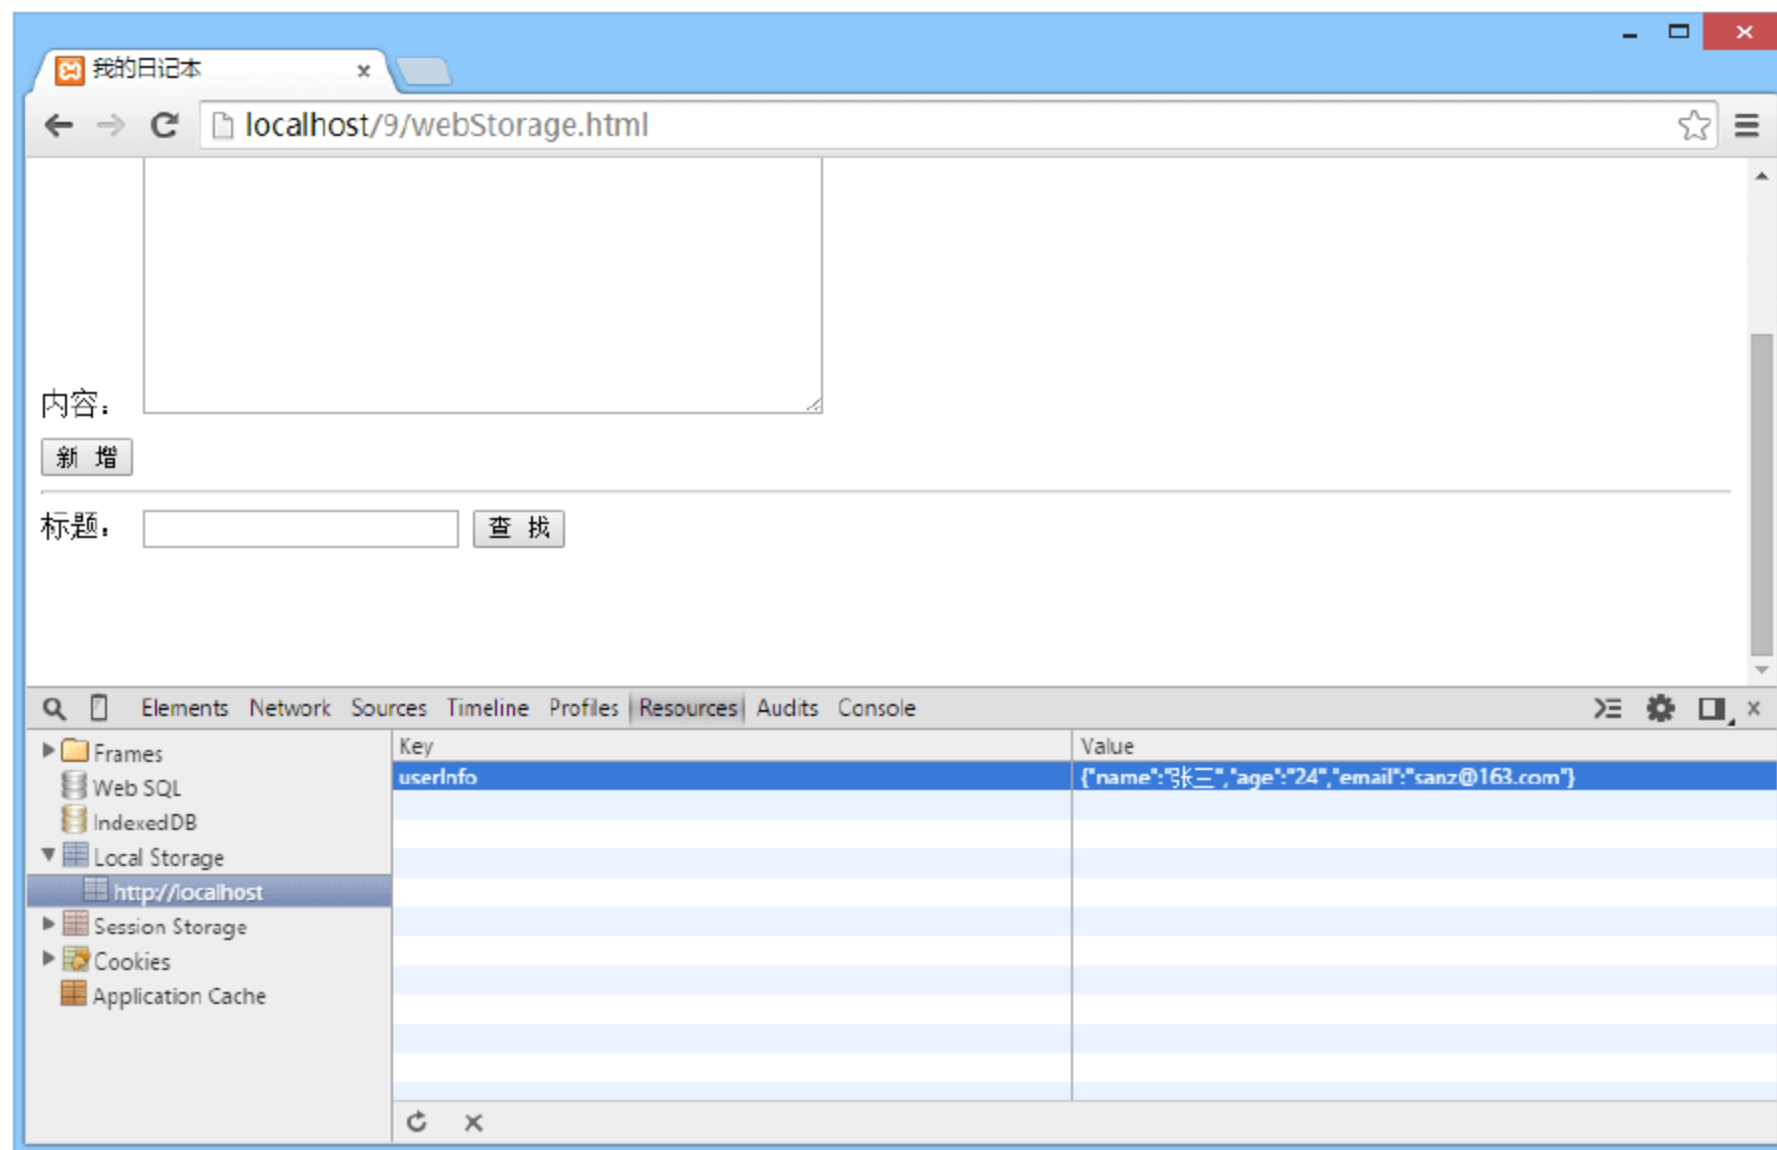 我的日记本
localhost/9/webStorage.html
内容：
新 增
标题：
查 找
Elements Network Sources Timeline Profiles Resources Audits Console
Frames
Web SQL
IndexedDB
Local Storage
http://localhost
Session Storage
Cookies
Application Cache
Key Value
userInfo {"name":"张三","age":"24","email":"sanz@163.com"}